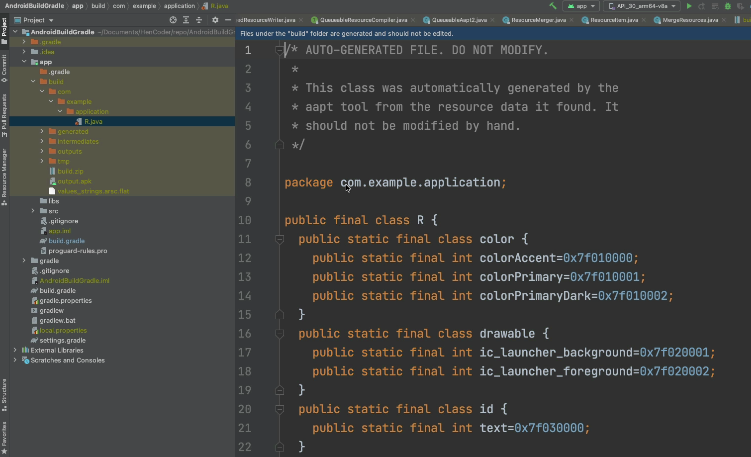 AndroidBuildGradle › app › build › com › example › application › R.java
app
API_30_arm64-v8a
Project
QueueableResourceCompiler.java
QueueableAapt2.java
ResourceMerger.java
ResourceItem.java
MergeResources.java
Files under the "build" folder are generated and should not be edited.
AndroidBuildGradle
.gradle
.idea
app
.gradle
build
com
example
application
R.java
generated
intermediates
outputs
tmp
build.zip
output.apk
values_strings.arsc.flat
libs
src
.gitignore
app.iml
build.gradle
proguard-rules.pro
gradle
.gitignore
AndroidBuildGradle.iml
build.gradle
gradle.properties
gradlew
gradlew.bat
local.properties
settings.gradle
External Libraries
Scratches and Consoles
Project
Commit
Pull Requests
Resource Manager
Structure
Favorites
1 /* AUTO-GENERATED FILE. DO NOT MODIFY.
2 *
3 * This class was automatically generated by the
4 * aapt tool from the resource data it found. It
5 * should not be modified by hand.
6 */
7
8 package com.example.application;
9
10 public final class R {
11 public static final class color {
12 public static final int colorAccent=0x7f010000;
13 public static final int colorPrimary=0x7f010001;
14 public static final int colorPrimaryDark=0x7f010002;
15 }
16 public static final class drawable {
17 public static final int ic_launcher_background=0x7f020001;
18 public static final int ic_launcher_foreground=0x7f020002;
19 }
20 public static final class id {
21 public static final int text=0x7f030000;
22 }